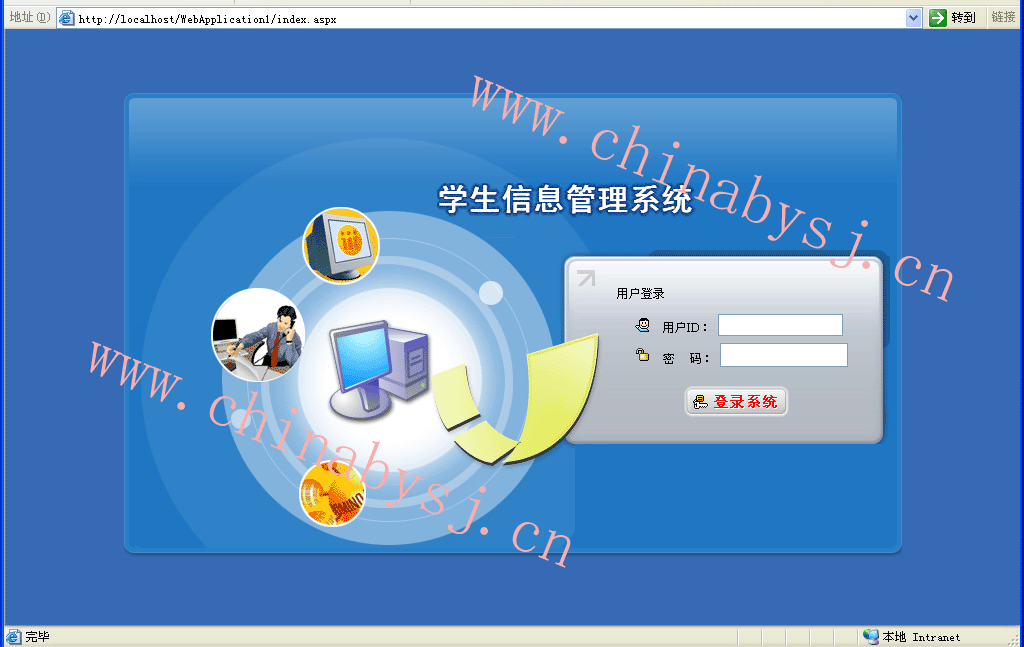 地址(D) http://localhost/WebApplication1/index.aspx 转到 链接
www.chinabysj.cn
学生信息管理系统
用户登录
用户ID：
密 码：
登录系统
www.chinabysj.cn
完毕 本地 Intranet